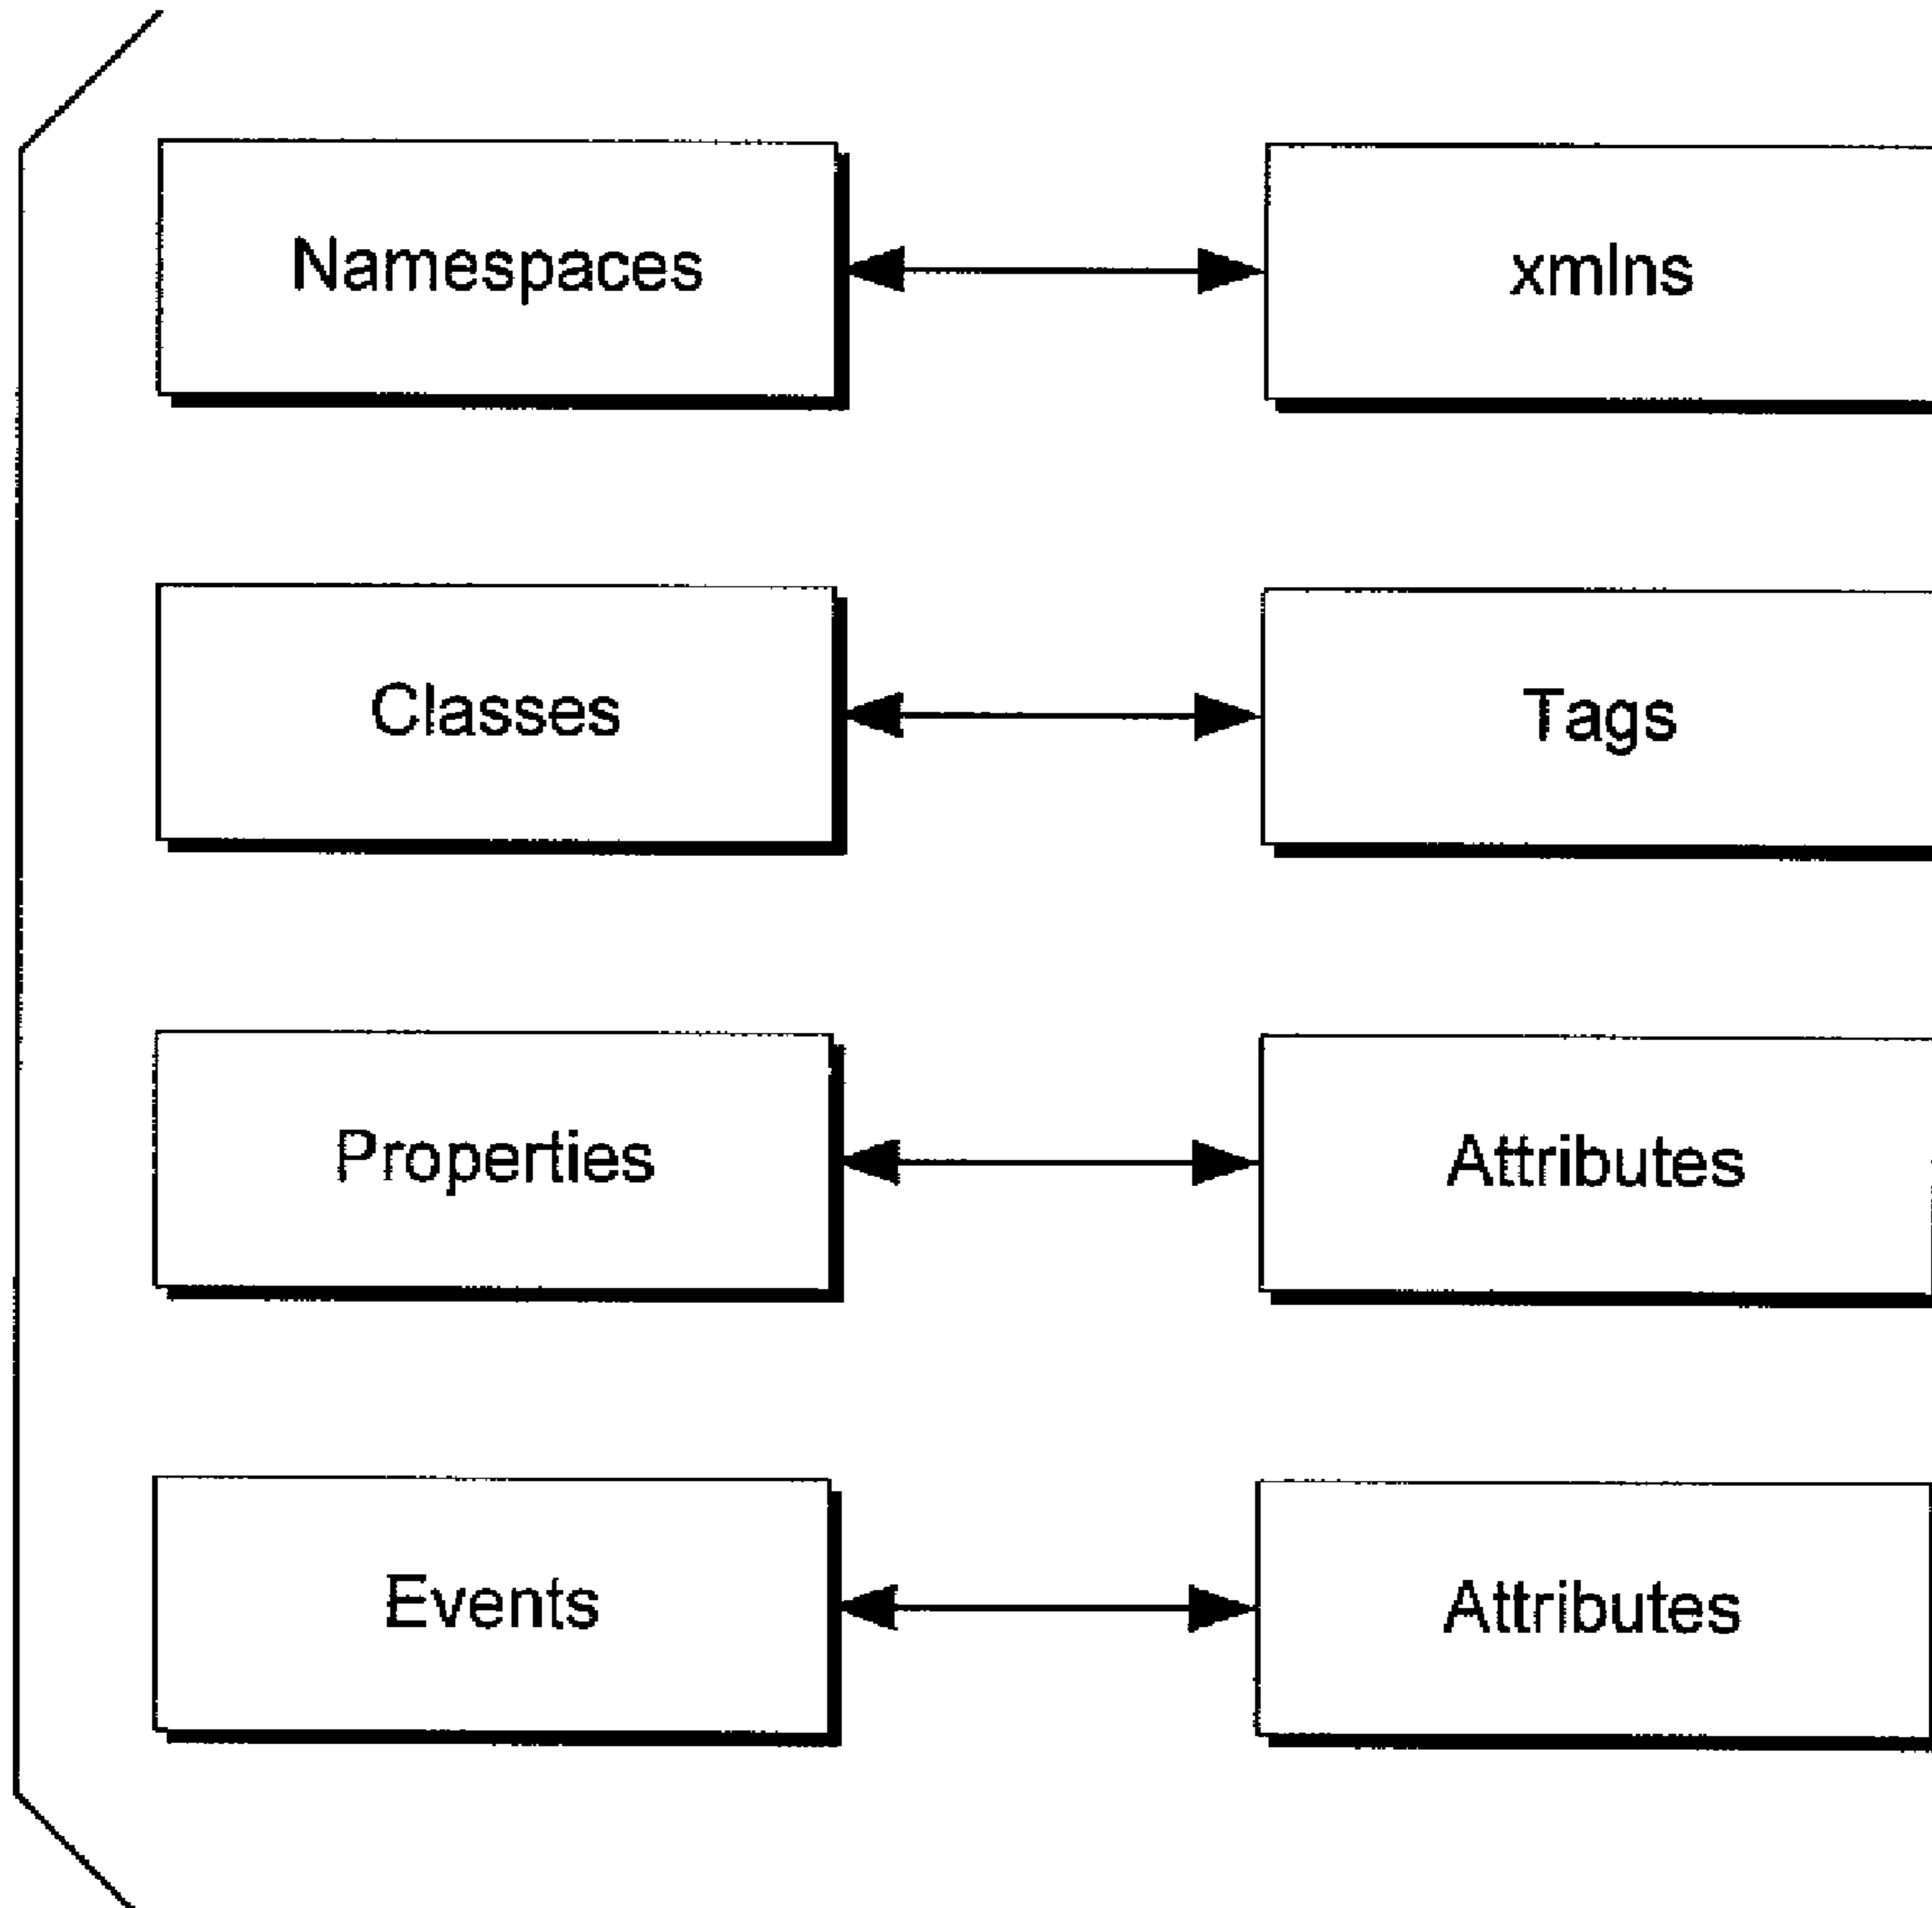 Namespaces
xmlns
Classes
Tags
Properties
Attributes
Events
Attributes